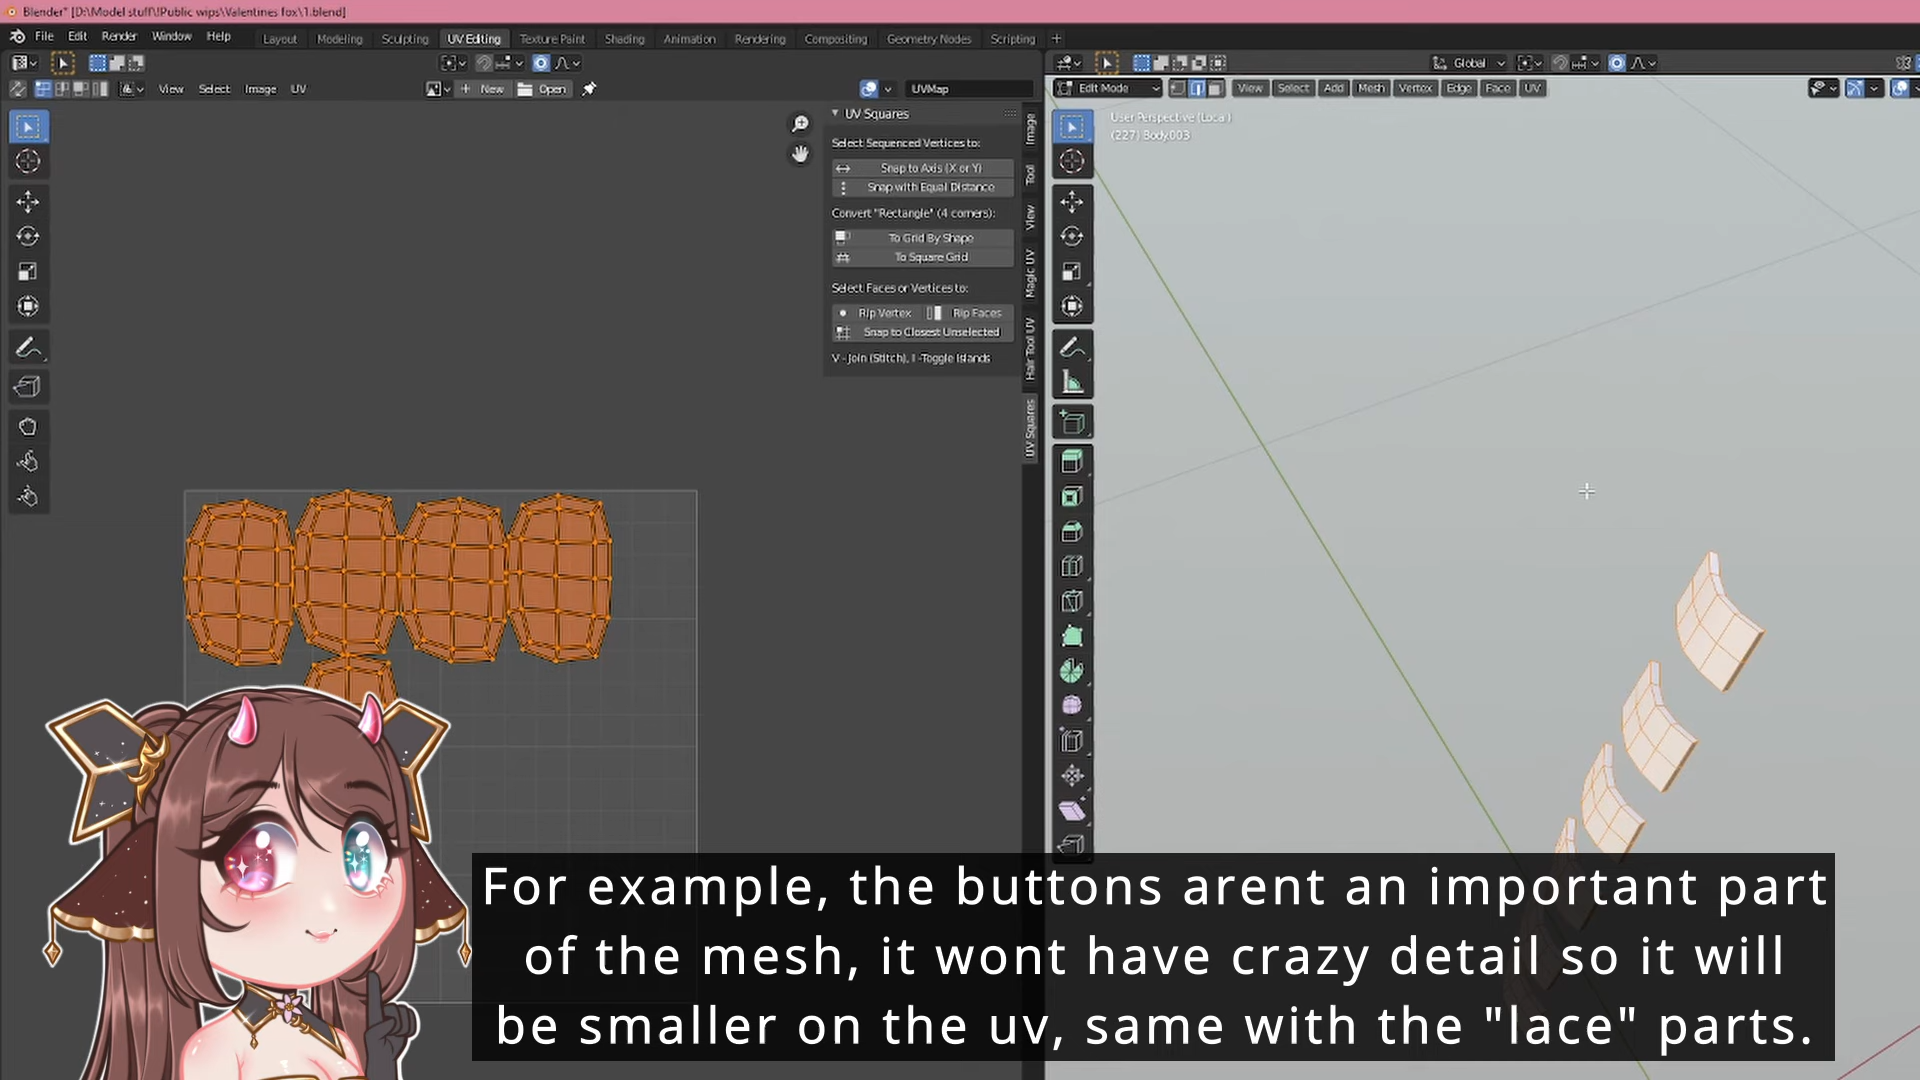 Blender* [D:\Model stuff\!Public wips\Valentines fox\1.blend]
File Edit Render Window Help Layout Modeling Sculpting UV Editing Texture Paint Shading Animation Rendering Compositing Geometry Nodes Scripting +
Global
View Select Image UV New Open UVMap
Edit Mode View Select Add Mesh Vertex Edge Face UV
UV Squares
Select Sequenced Vertices to:
Snap to Axis (X or Y)
Snap with Equal Distance
Convert "Rectangle" (4 corners):
To Grid By Shape
To Square Grid
Select Faces or Vertices to:
Rip Vertex Rip Faces
Snap to Closest Unselected
V - Join (Stitch), I -Toggle Islands
Image
Tool
View
Magic UV
Hair Tool UV
UV Squares
User Perspective (Local)
(227) Body.003
For example, the buttons arent an important part
of the mesh, it wont have crazy detail so it will
be smaller on the uv, same with the "lace" parts.